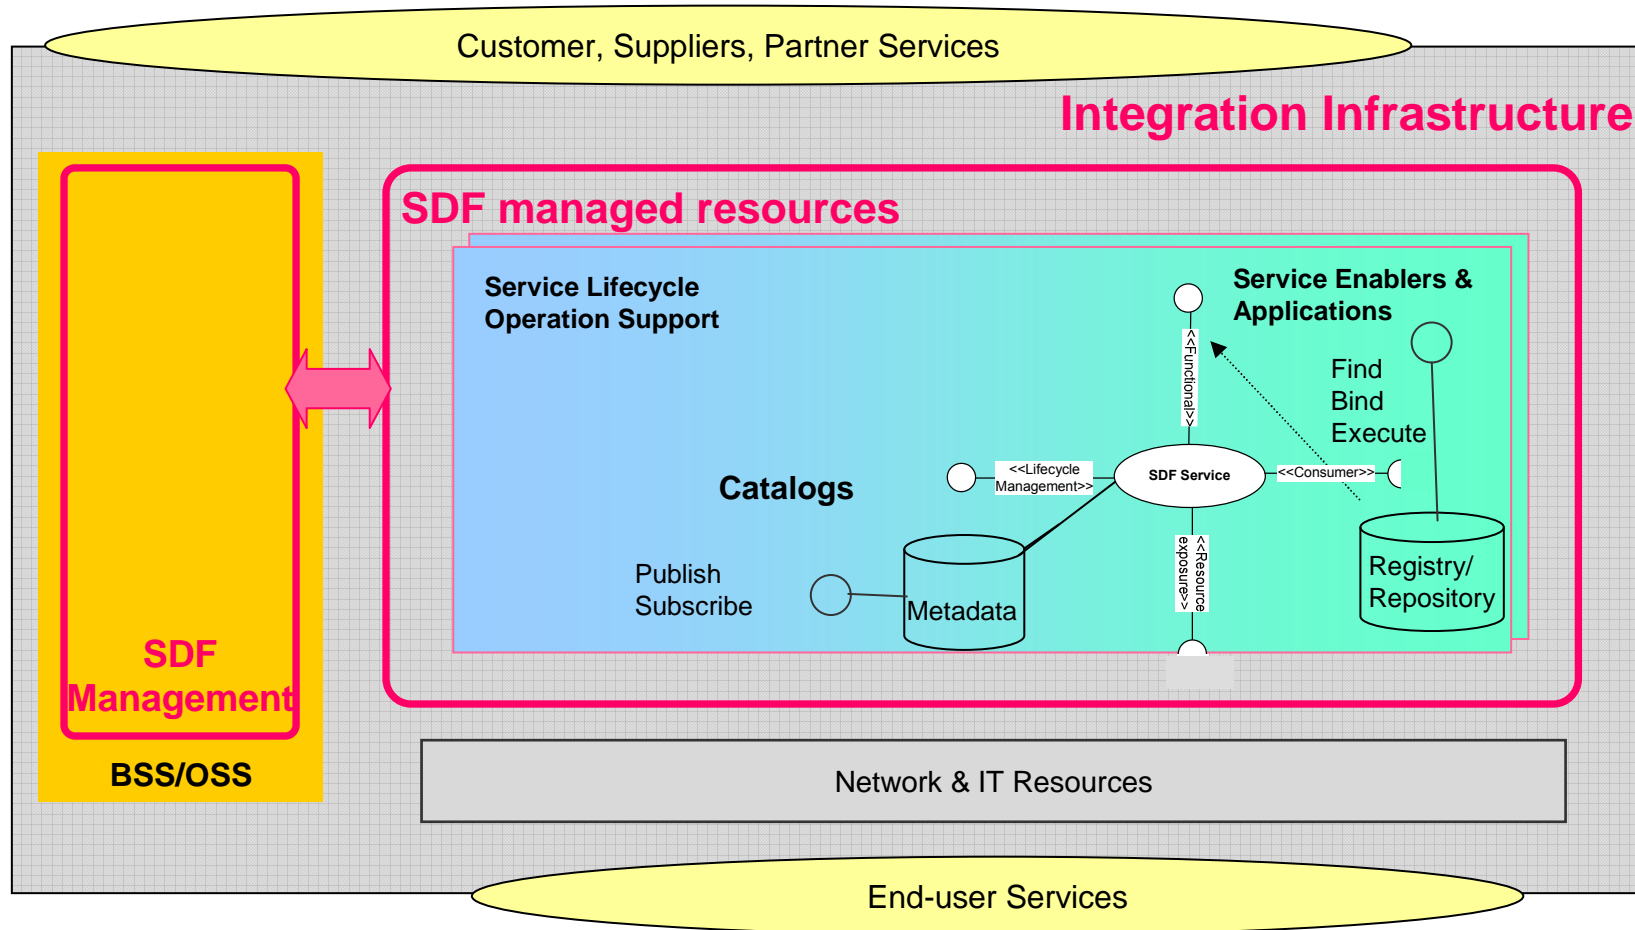 Customer, Suppliers, Partner Services
Integration Infrastructure
SDF managed resources
Service Lifecycle
Operation Support
Service Enablers &
Applications
<<Functional>>
Find
Bind
Execute
<<Lifecycle
Management>>
SDF Service
<<Consumer>>
Catalogs
<<Resource
exposure>>
Publish
Subscribe
Metadata
Registry/
Repository
SDF
Management
BSS/OSS
Network & IT Resources
End-user Services